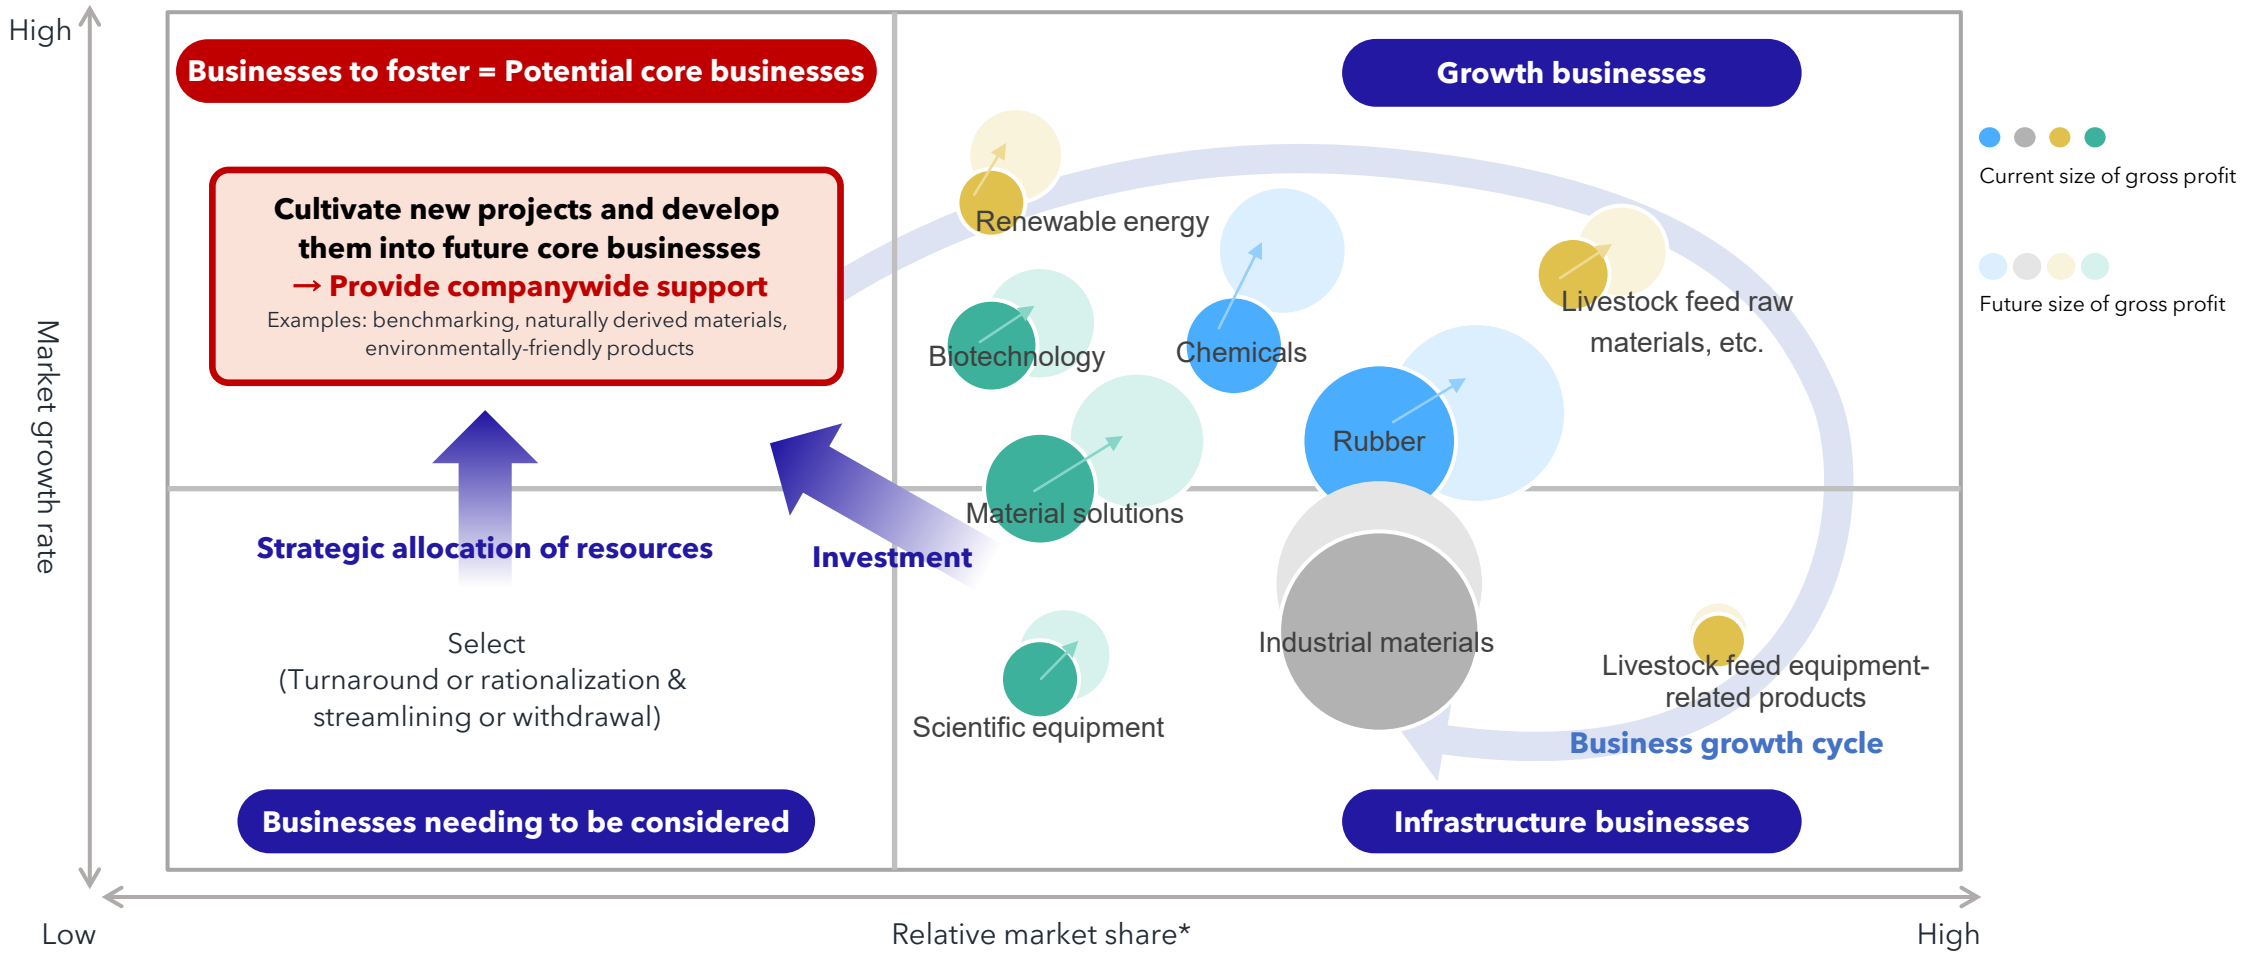 High
Businesses to foster = Potential core businesses
Growth businesses
Cultivate new projects and develop
them into future core businesses
→ Provide companywide support
Examples: benchmarking, naturally derived materials,
environmentally-friendly products
Renewable energy
Biotechnology
Chemicals
Livestock feed raw
materials, etc.
Rubber
Material solutions
Current size of gross profit
Future size of gross profit
Market growth rate
Strategic allocation of resources
Investment
Select
(Turnaround or rationalization &
streamlining or withdrawal)
Industrial materials
Scientific equipment
Livestock feed equipment-
related products
Business growth cycle
Businesses needing to be considered
Infrastructure businesses
Low
Relative market share*
High